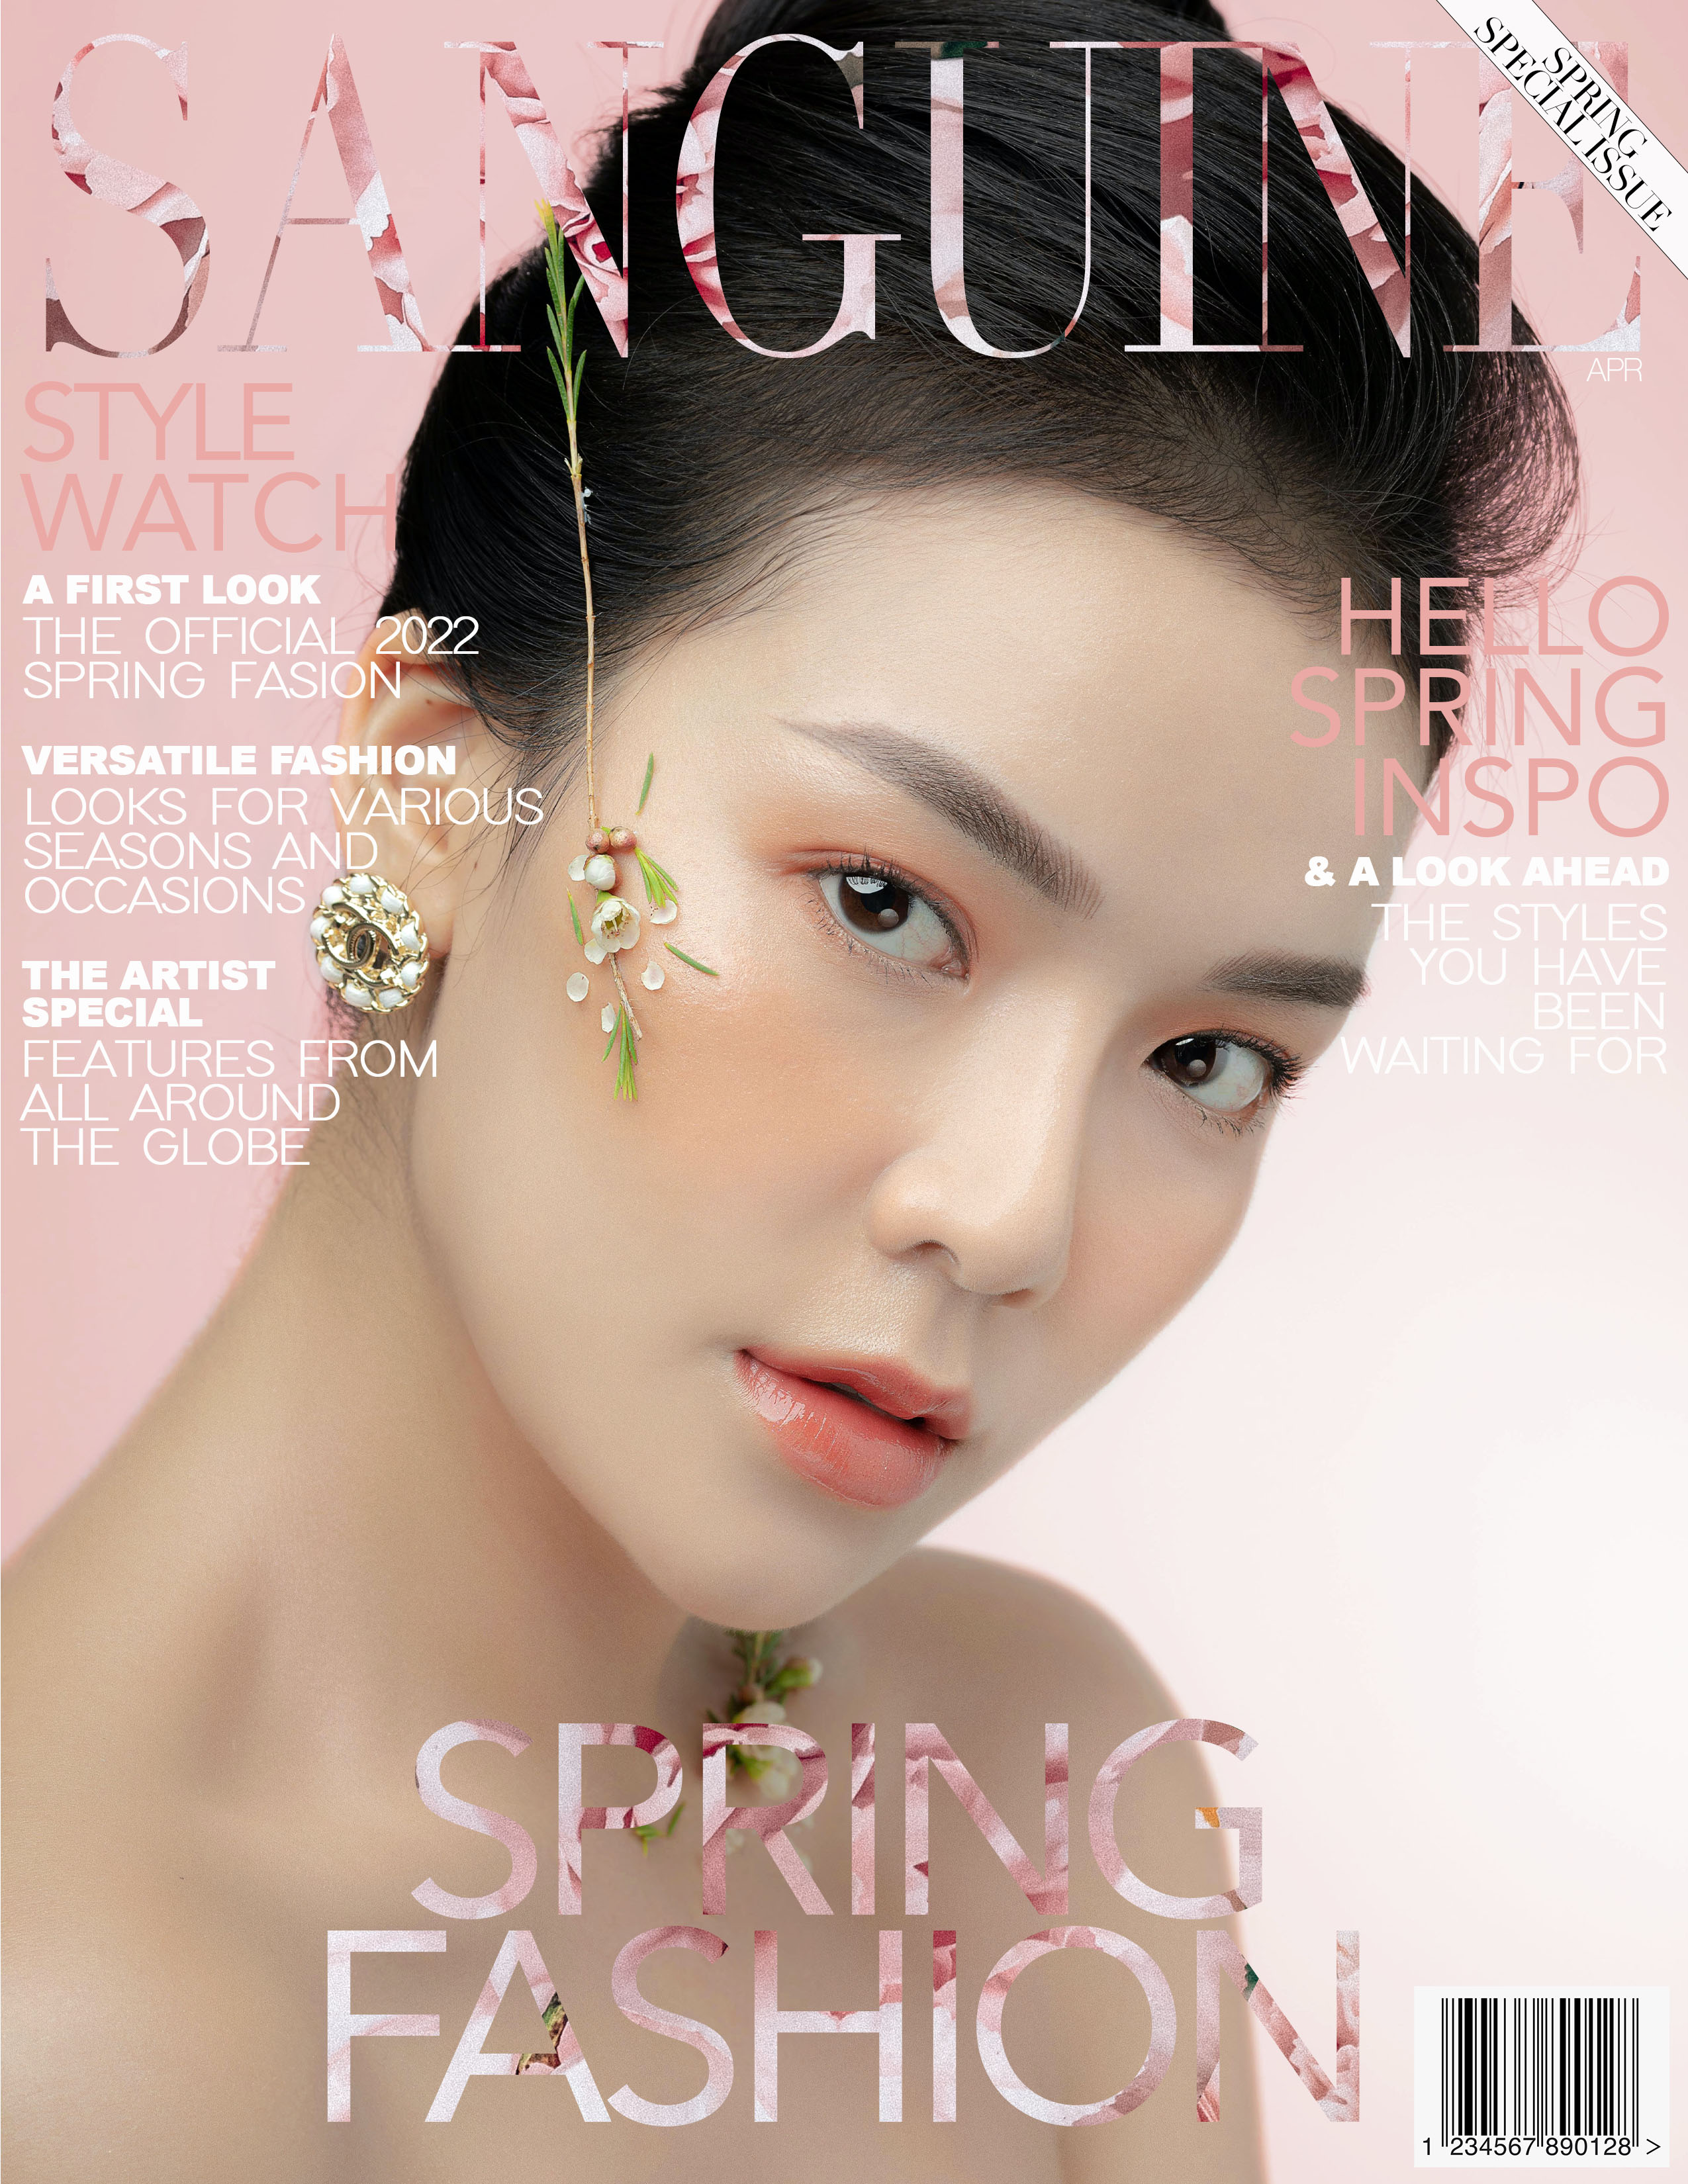 SANGUINE
SPRING
SPECIAL ISSUE
APR
STYLE
WATCH
A FIRST LOOK
THE OFFICIAL 2022
SPRING FASION
VERSATILE FASHION
LOOKS FOR VARIOUS
SEASONS AND
OCCASIONS
THE ARTIST
SPECIAL
FEATURES FROM
ALL AROUND
THE GLOBE
HELLO
SPRING
INSPO
& A LOOK AHEAD
THE STYLES
YOU HAVE
BEEN
WAITING FOR
SPRING
FASHION
1 234567 890128 >